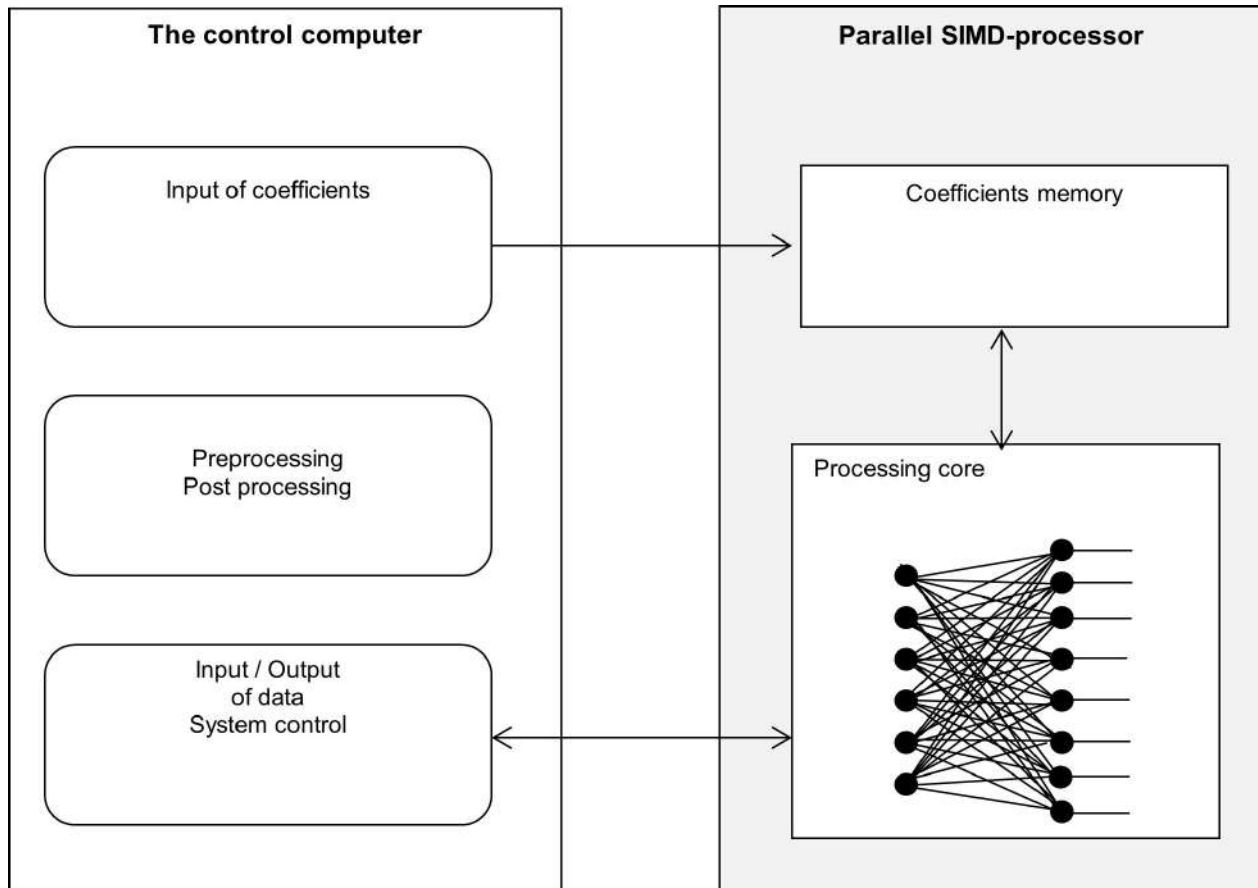 The control computer
Input of coefficients
Preprocessing
Post processing
Input / Output
of data
System control
Parallel SIMD-processor
Coefficients memory
Processing core